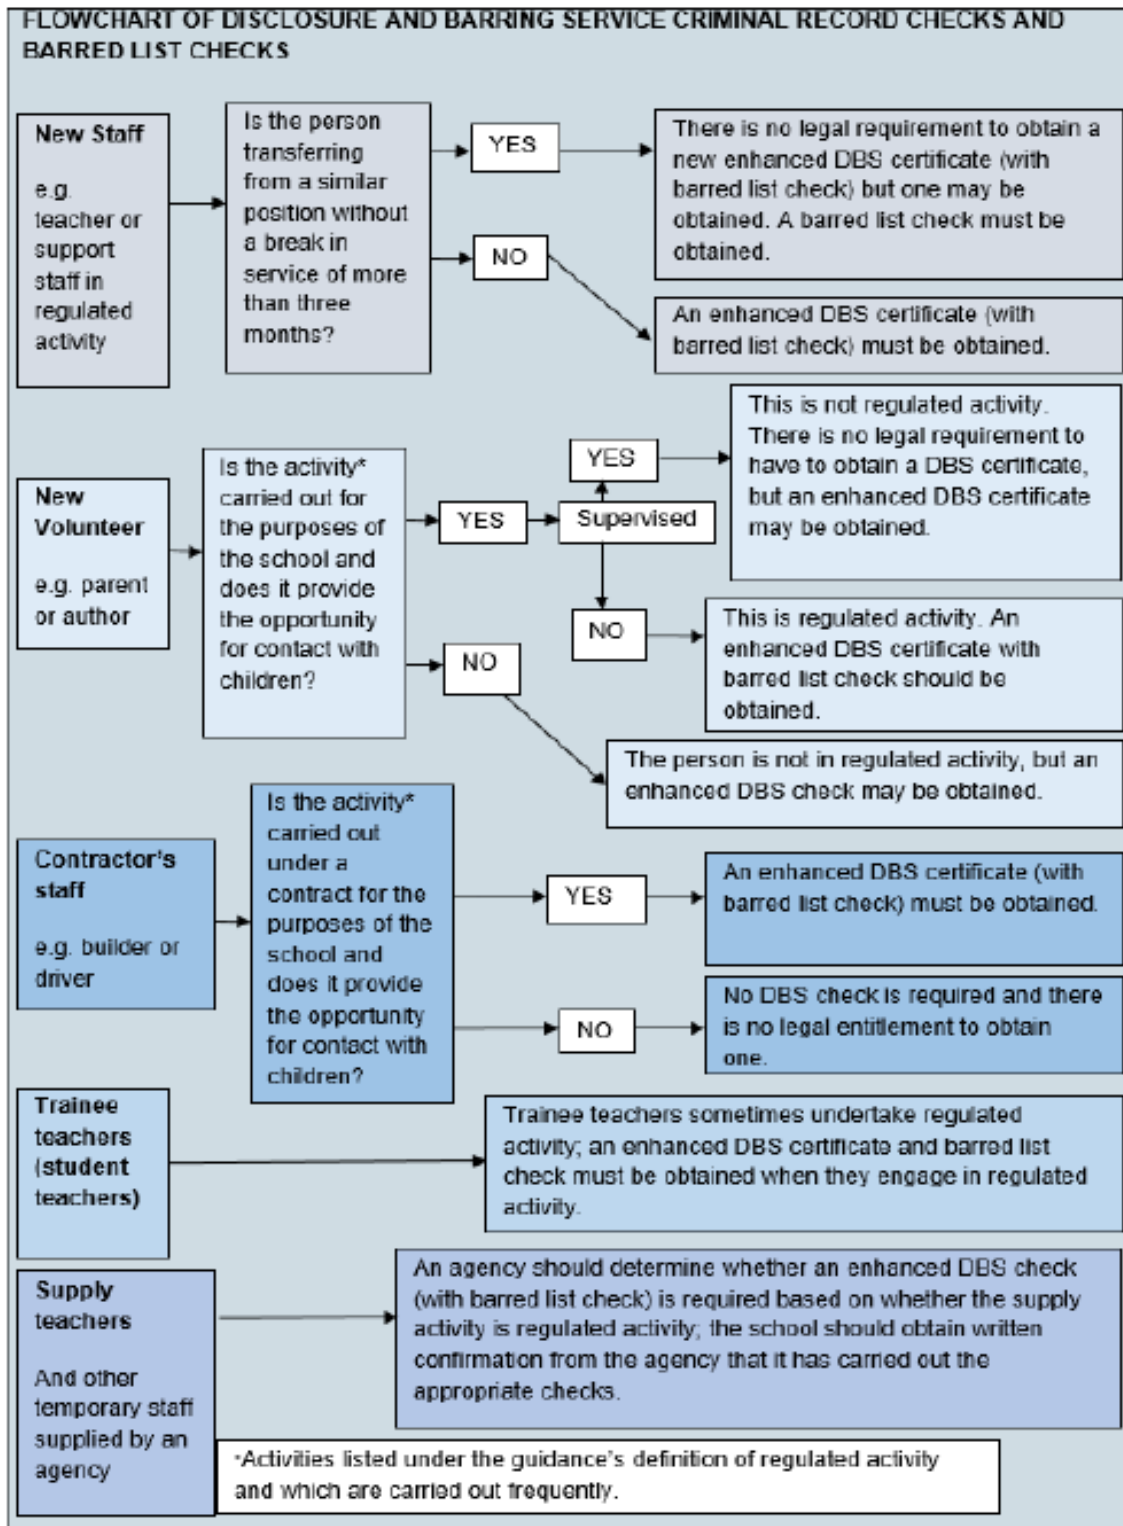 FLOWCHART OF DISCLOSURE AND BARRING SERVICE CRIMINAL RECORD CHECKS AND
BARRED LIST CHECKS
New Staff
e.g.
teacher or
support
staff in
regulated
activity
Is the person
transferring
from a similar
position without
a break in
service of more
than three
months?
YES
There is no legal requirement to obtain a
new enhanced DBS certificate (with
barred list check) but one may be
obtained. A barred list check must be
obtained.
NO
An enhanced DBS certificate (with
barred list check) must be obtained.
New
Volunteer
e.g. parent
or author
Is the activity*
carried out for
the purposes of
the school and
does it provide
the opportunity
for contact with
children?
YES
Supervised
YES
This is not regulated activity.
There is no legal requirement to
have to obtain a DBS certificate,
but an enhanced DBS certificate
may be obtained.
NO
This is regulated activity. An
enhanced DBS certificate with
barred list check should be
obtained.
NO
The person is not in regulated activity, but an
enhanced DBS check may be obtained.
Contractor's
staff
e.g. builder or
driver
Is the activity*
carried out
under a
contract for the
purposes of the
school and
does it provide
the opportunity
for contact with
children?
YES
An enhanced DBS certificate (with
barred list check) must be obtained.
NO
No DBS check is required and there
is no legal entitlement to obtain
one.
Trainee
teachers
(student
teachers)
Trainee teachers sometimes undertake regulated
activity; an enhanced DBS certificate and barred list
check must be obtained when they engage in regulated
activity.
Supply
teachers
And other
temporary staff
supplied by an
agency
An agency should determine whether an enhanced DBS check
(with barred list check) is required based on whether the supply
activity is regulated activity; the school should obtain written
confirmation from the agency that it has carried out the
appropriate checks.
*Activities listed under the guidance's definition of regulated activity
and which are carried out frequently.